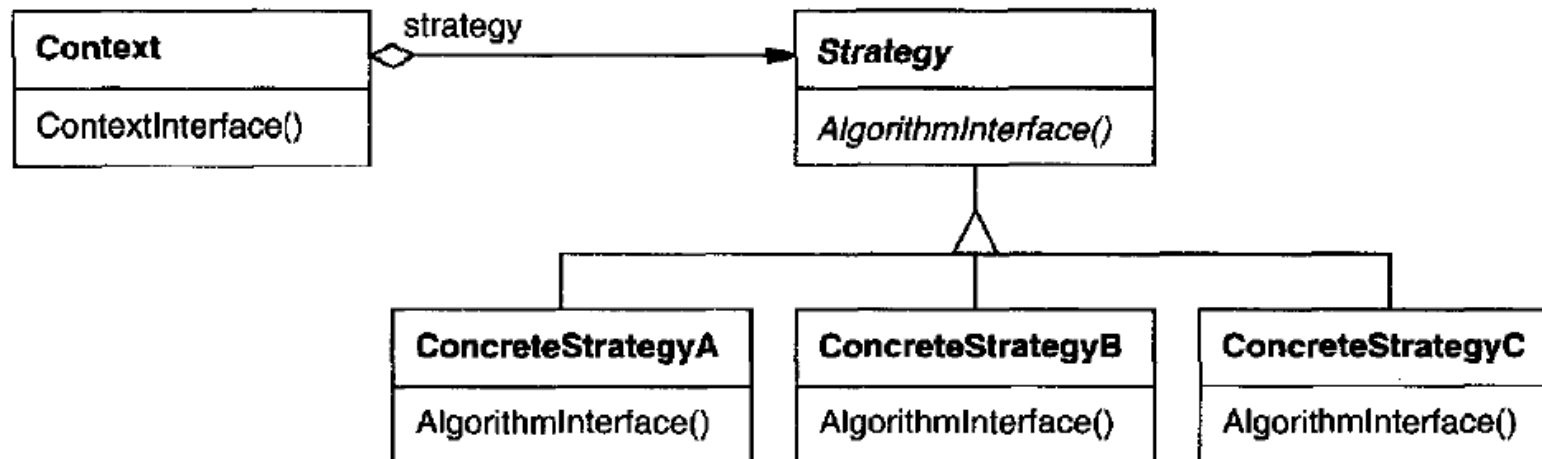 Context
strategy
Strategy
ContextInterface()
AlgorithmInterface()
ConcreteStrategyA
ConcreteStrategyB
ConcreteStrategyC
AlgorithmInterface()
AlgorithmInterface()
AlgorithmInterface()